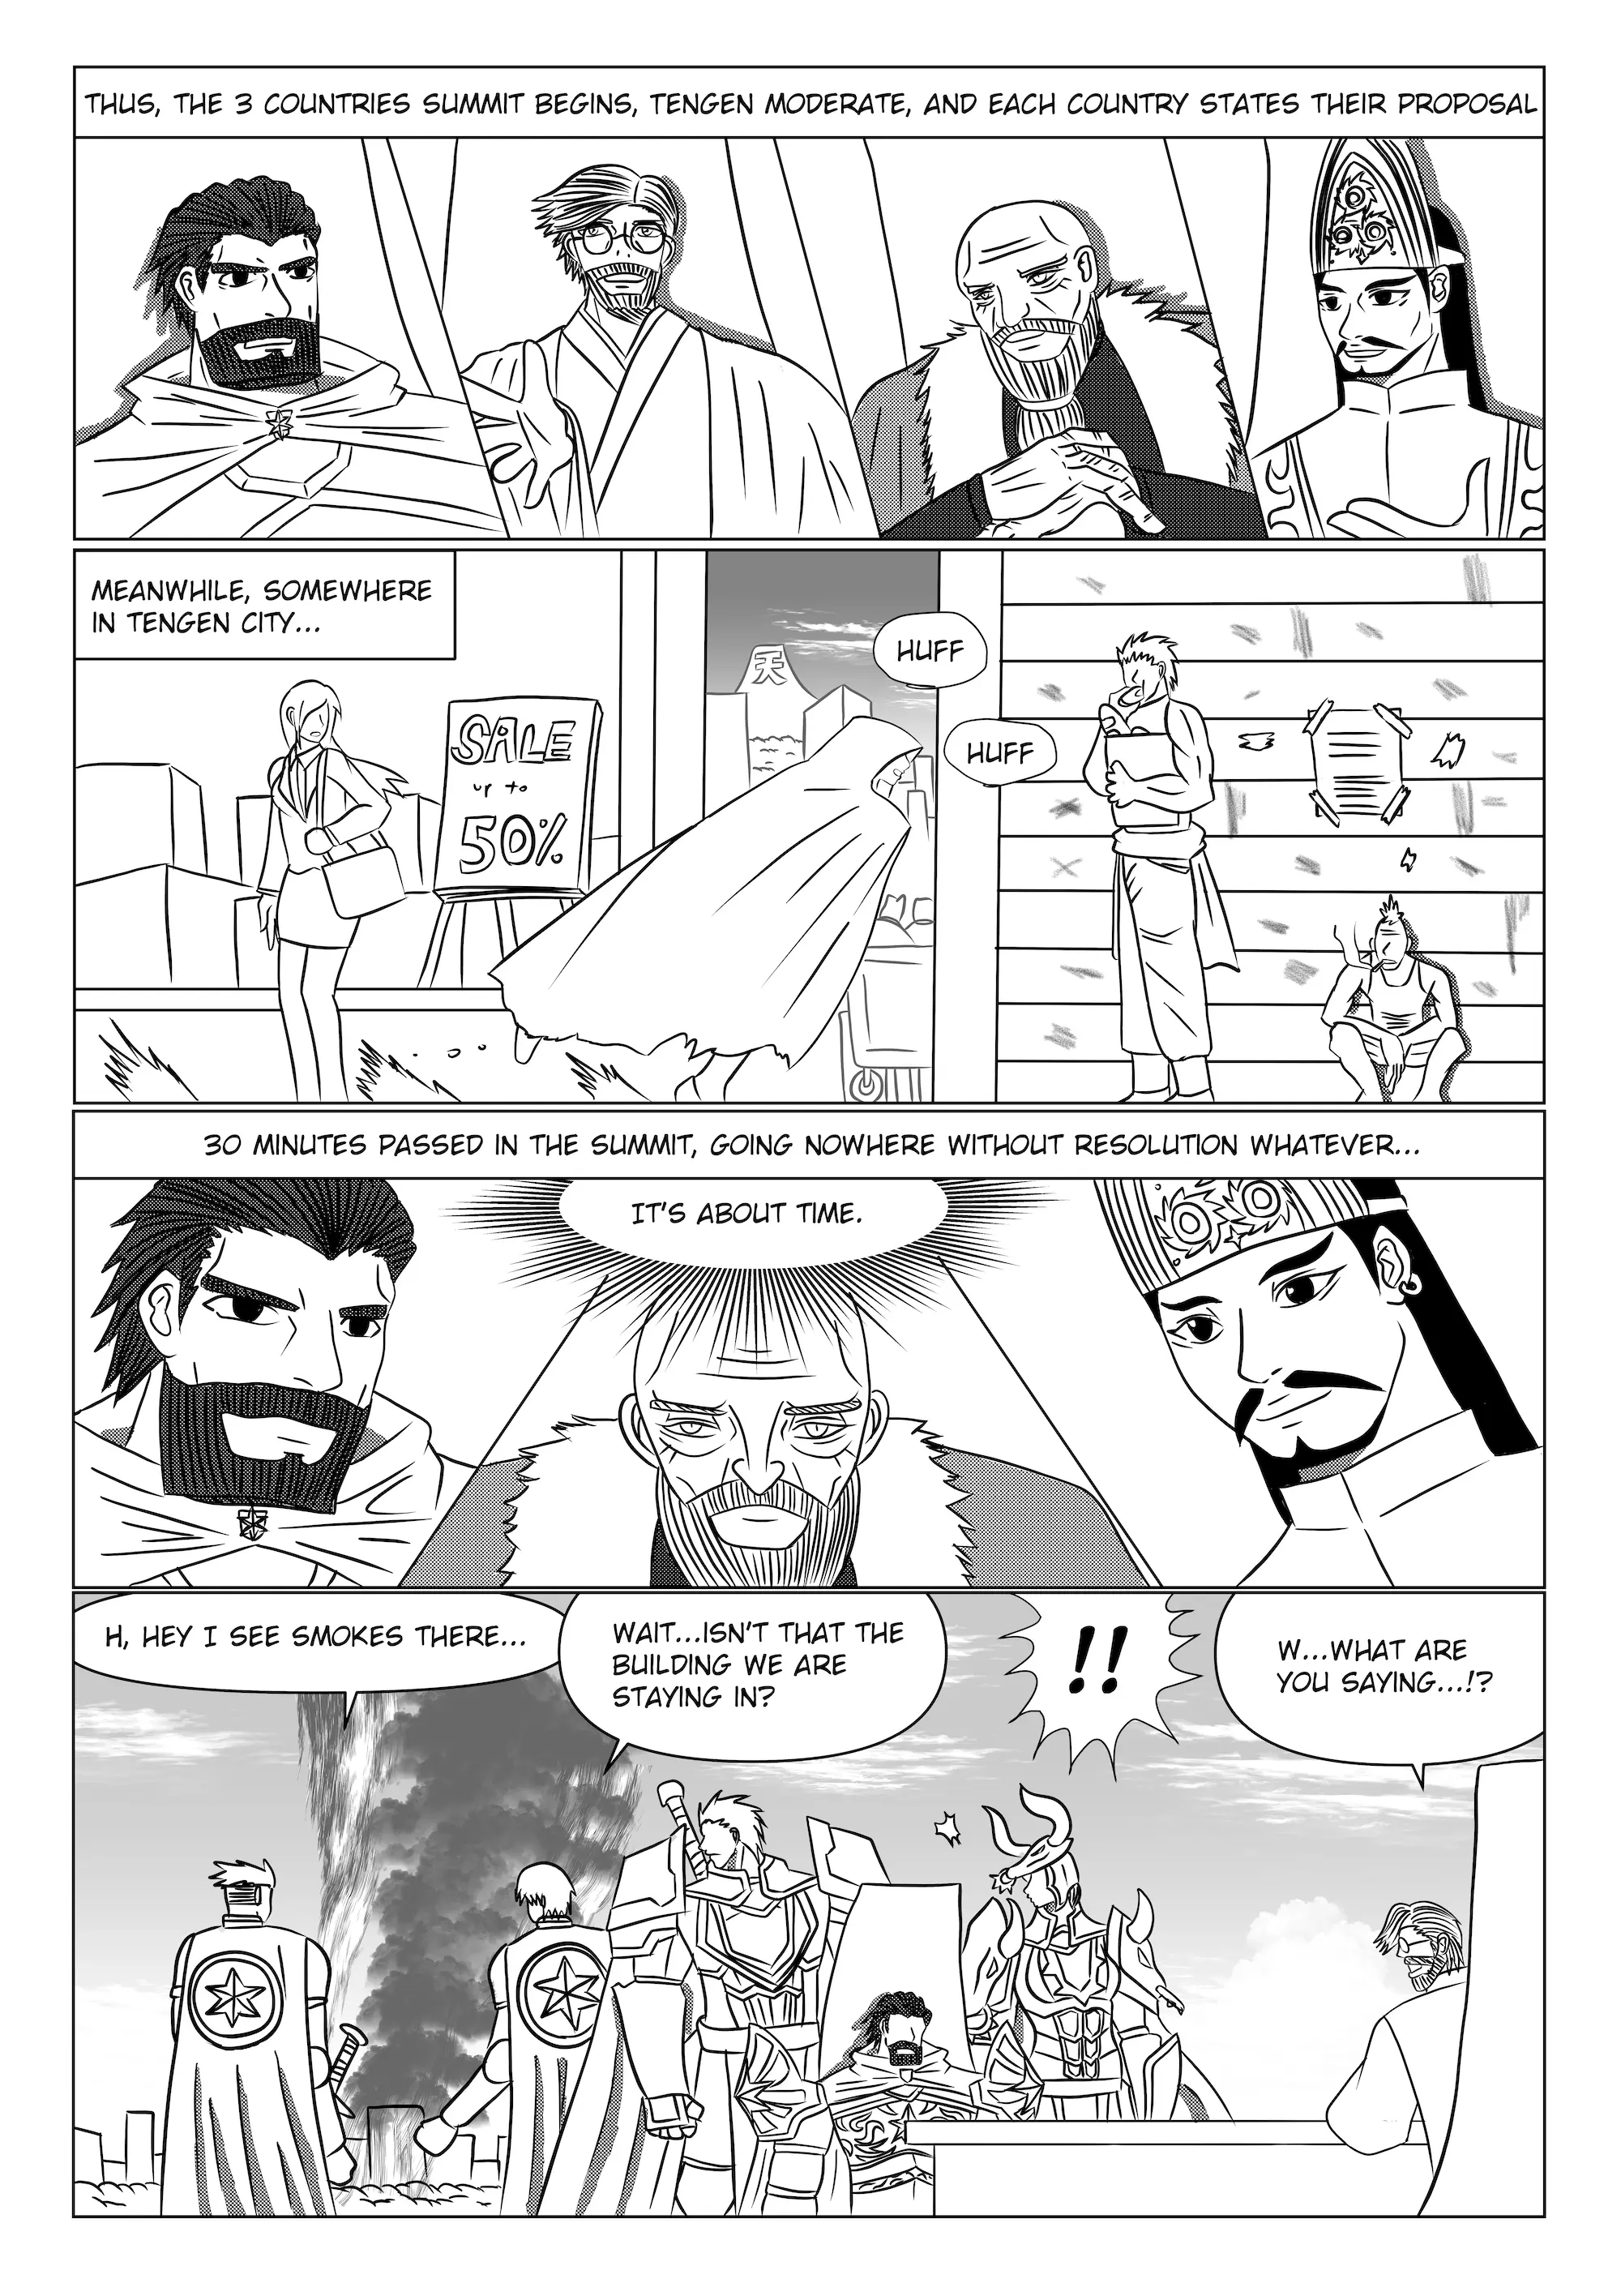 THUS, THE 3 COUNTRIES SUMMIT BEGINS, TENGEN MODERATE, AND EACH COUNTRY STATES THEIR PROPOSAL
MEANWHILE, SOMEWHERE
IN TENGEN CITY...
SALE
up to
50%
天
HUFF
HUFF
30 MINUTES PASSED IN THE SUMMIT, GOING NOWHERE WITHOUT RESOLUTION WHATEVER...
IT'S ABOUT TIME.
H, HEY I SEE SMOKES THERE...
WAIT...ISN'T THAT THE
BUILDING WE ARE
STAYING IN?
!!
W...WHAT ARE
YOU SAYING...!?